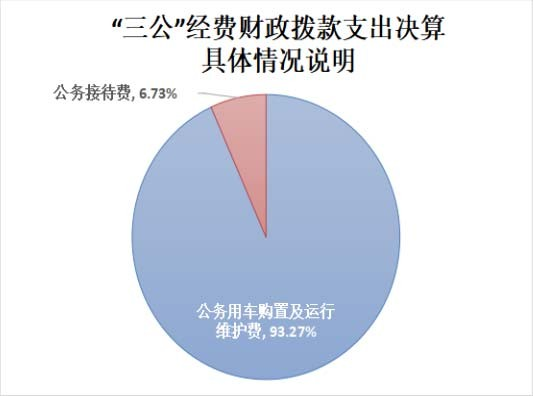 “三公”经费财政拨款支出决算
具体情况说明
公务接待费, 6.73%
公务用车购置及运行
维护费, 93.27%